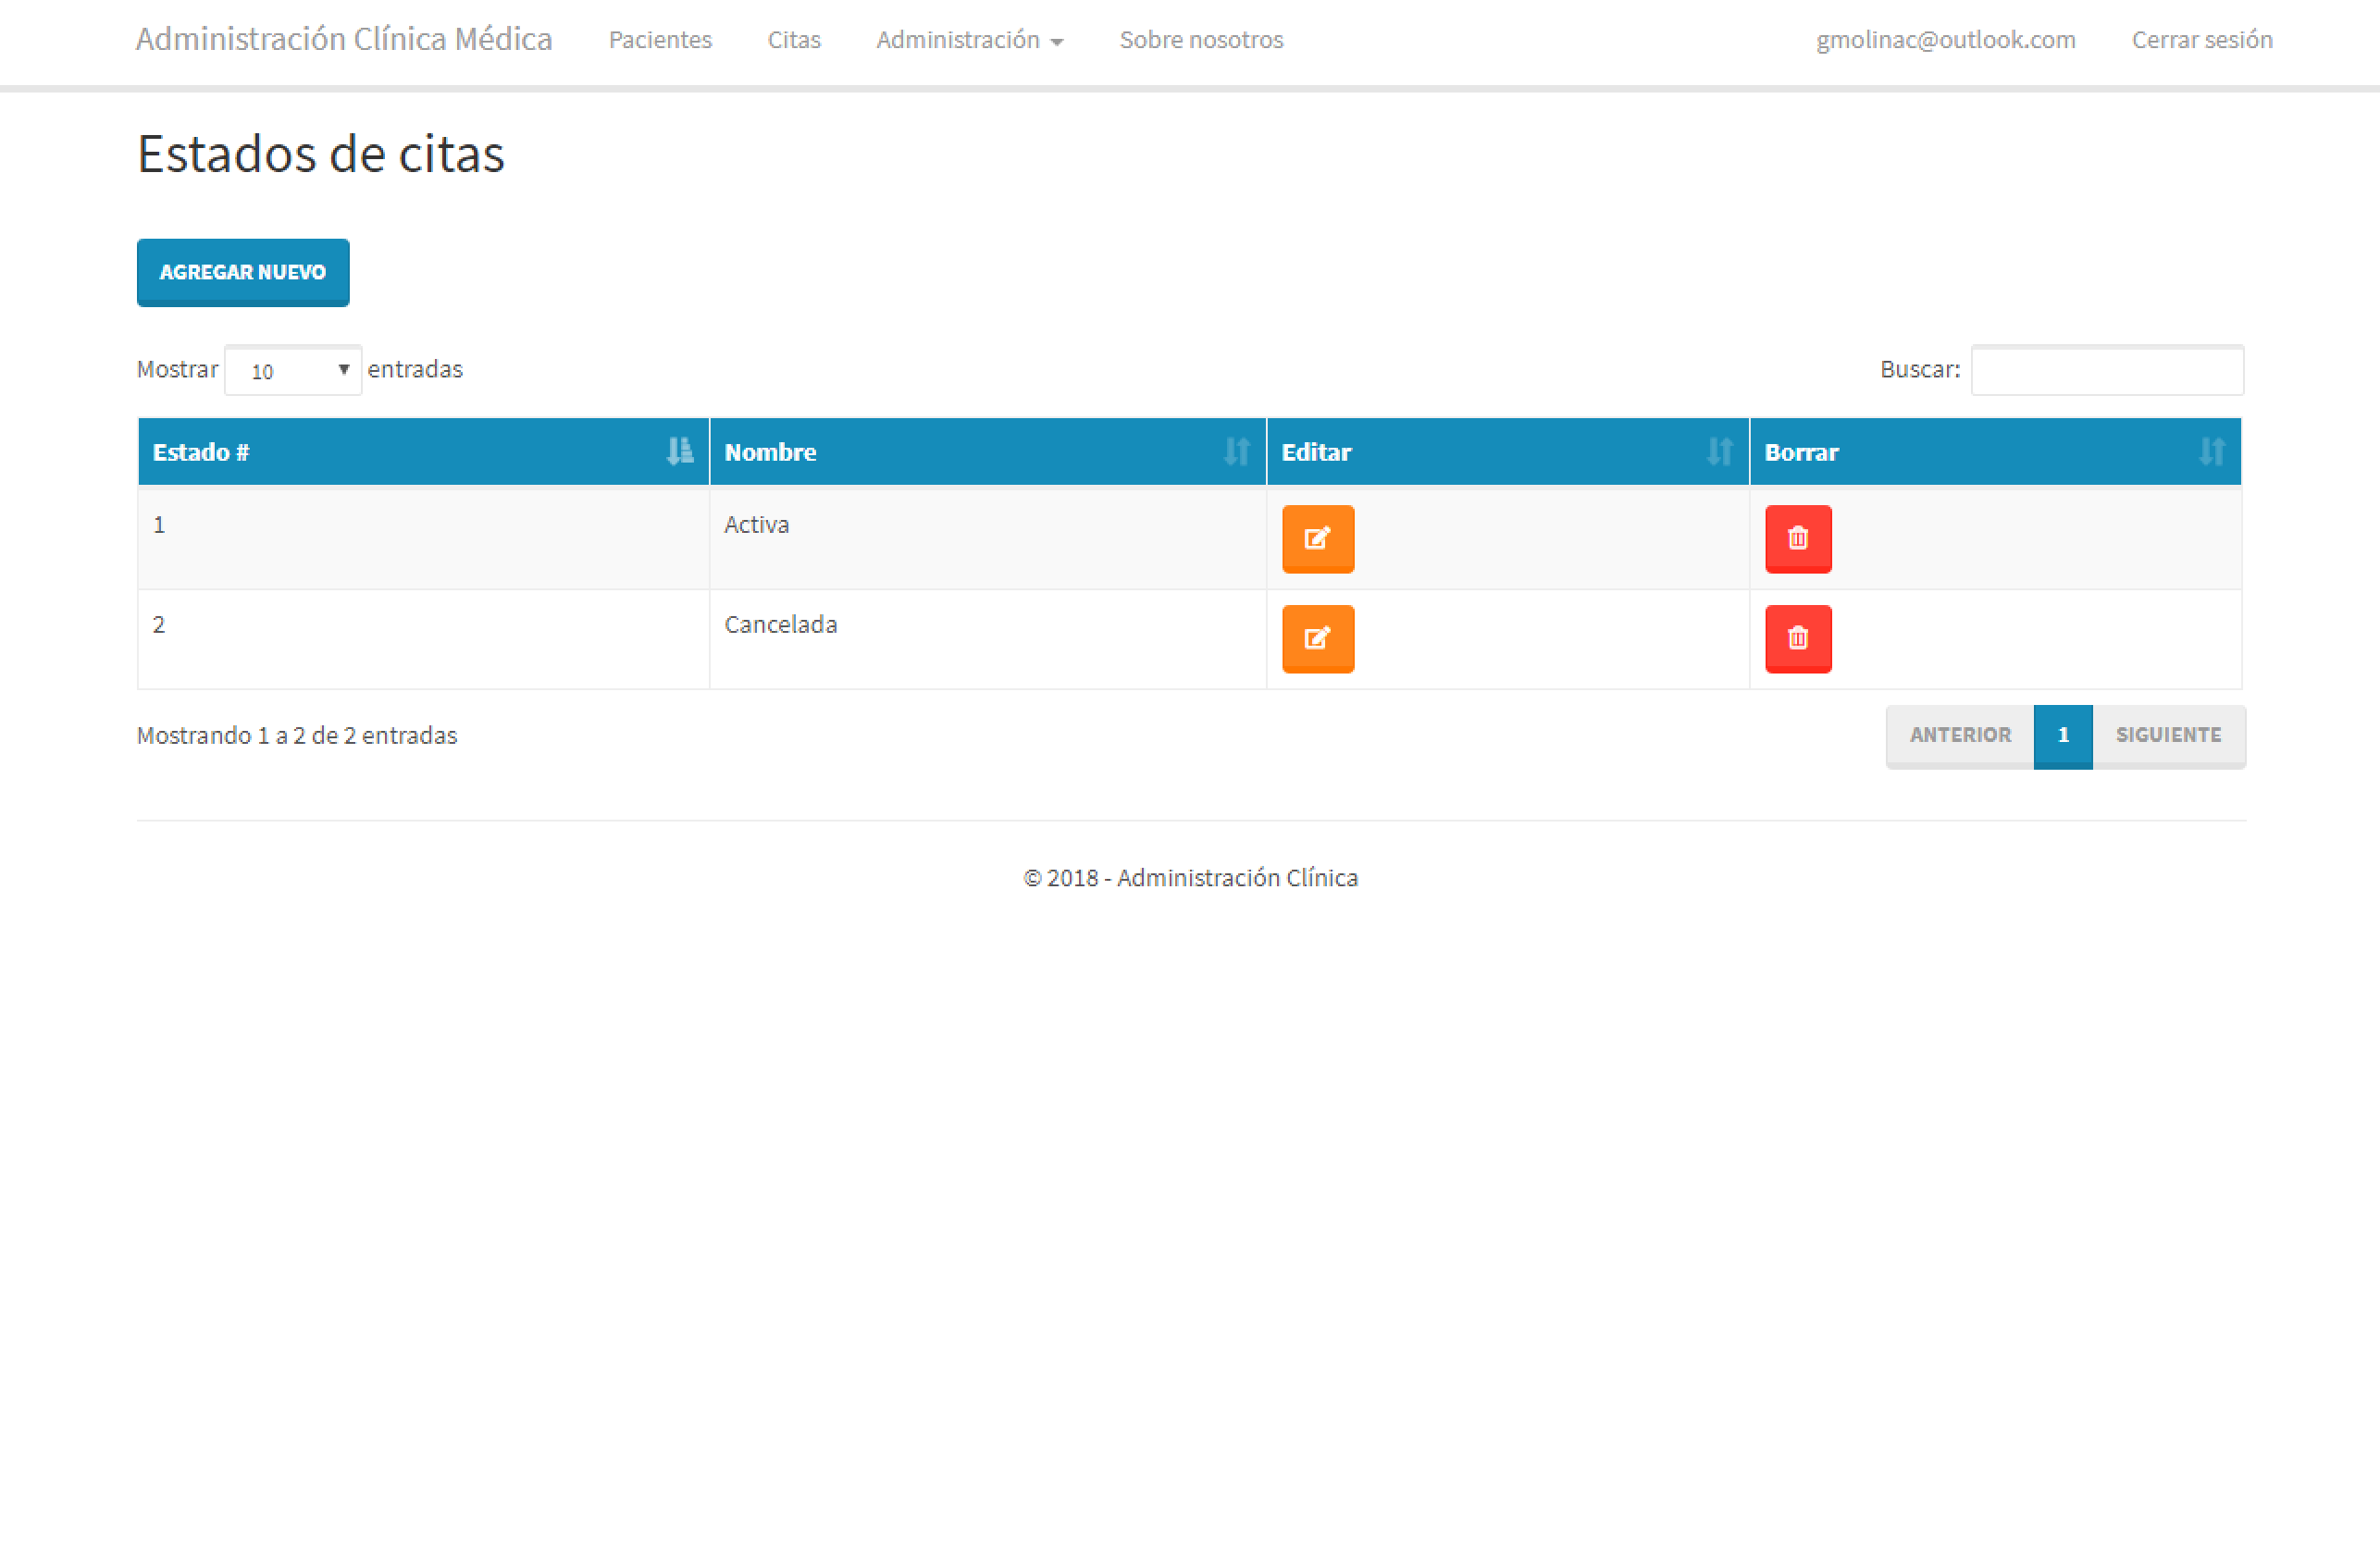 Administración Clínica Médica Pacientes Citas Administración Sobre nosotros gmolinac@outlook.com Cerrar sesión
Estados de citas
AGREGAR NUEVO
Mostrar 10 entradas Buscar:
Estado # Nombre Editar Borrar
1 Activa
2 Cancelada
Mostrando 1 a 2 de 2 entradas ANTERIOR 1 SIGUIENTE
© 2018 - Administración Clínica